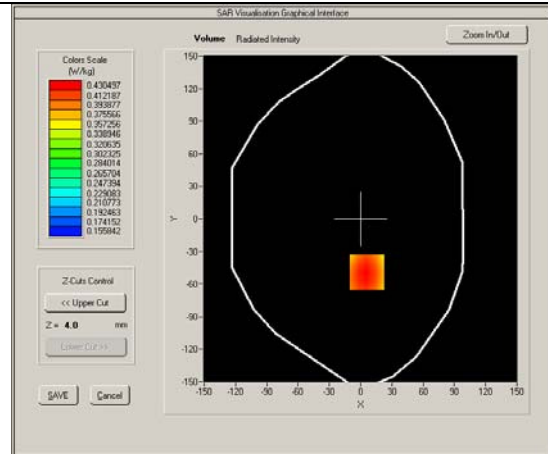 SAR Visualisation Graphical Interface
Volume Radiated Intensity
Zoom In/Out
Colors Scale
(W/kg)
0.430497
0.412187
0.393877
0.375566
0.357256
0.338946
0.320635
0.302325
0.284014
0.265704
0.247394
0.229083
0.210773
0.192463
0.174152
0.155842
Z-Cuts Control
<< Upper Cut
Z = 4.0 mm
Lower Cut >>
SAVE
Cancel
150
120
90
60
30
0
-30
-60
-90
-120
-150
Y
-150 -120 -90 -60 -30 0 30 60 90 120 150
X